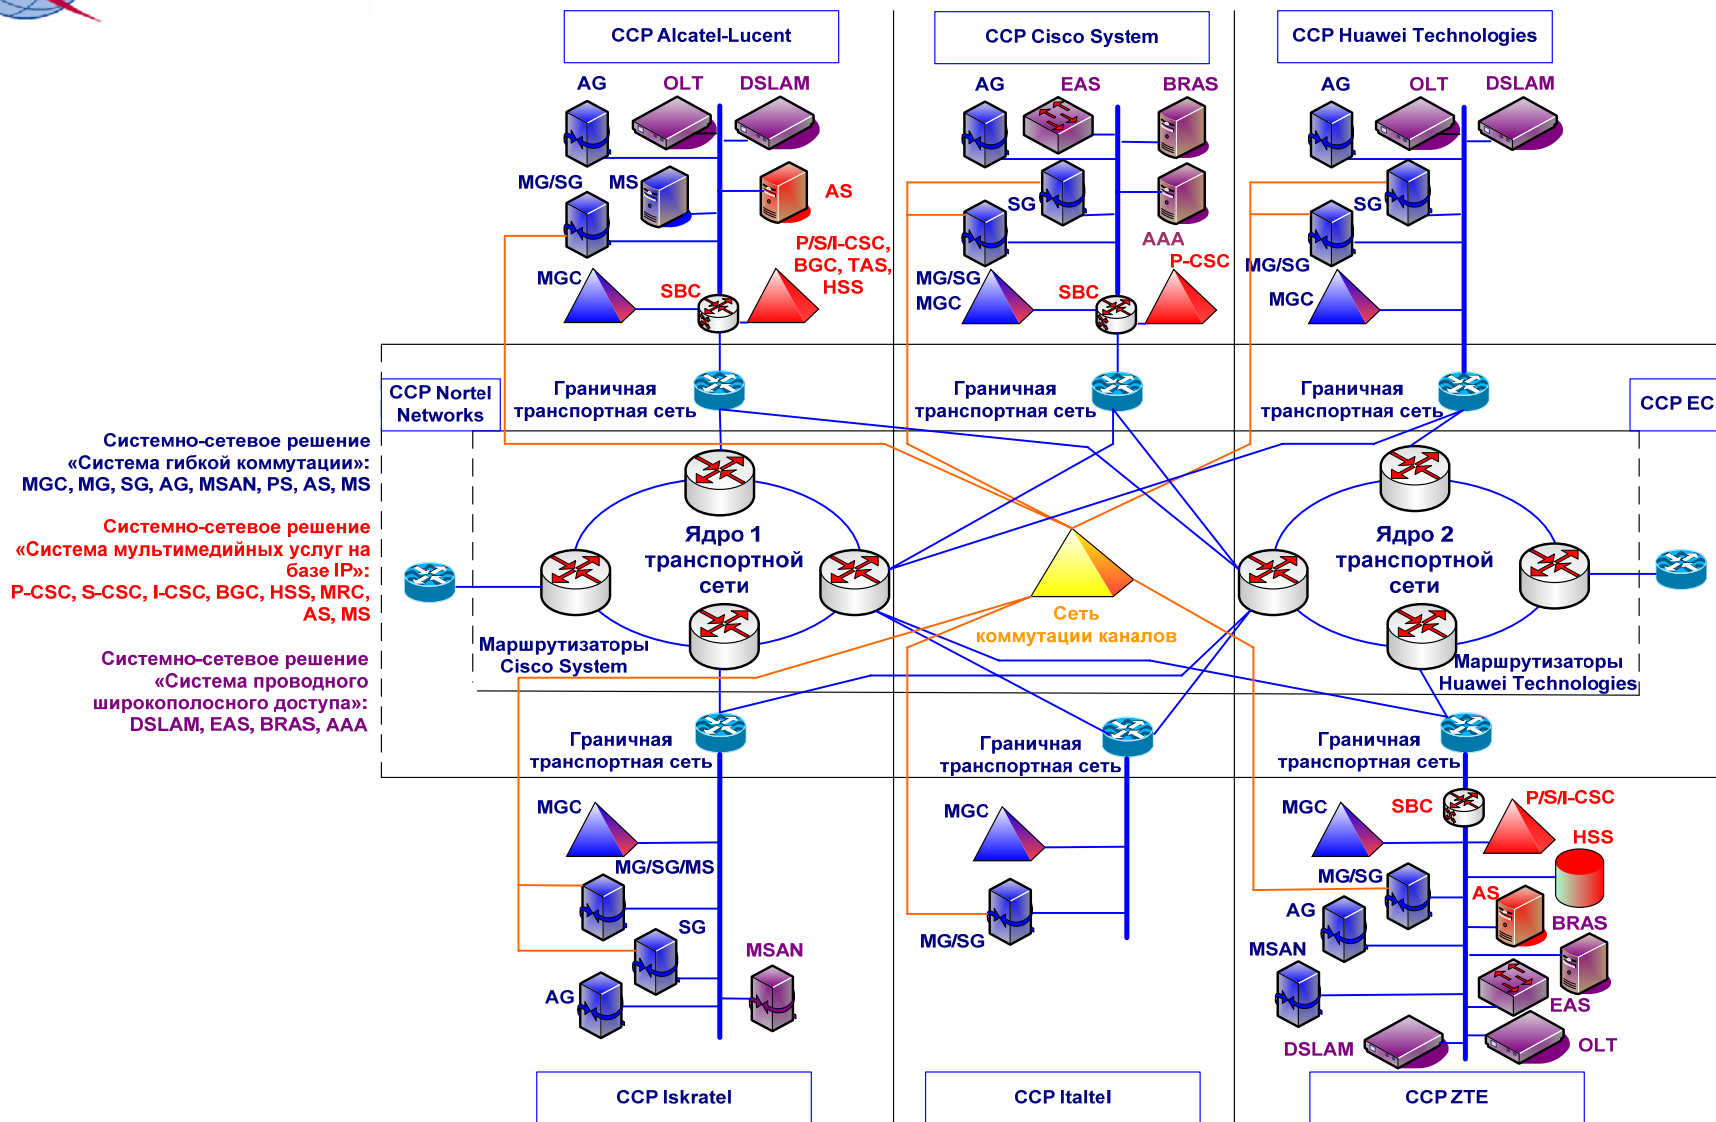 ССР Alcatel-Lucent
ССР Cisco System
ССР Huawei Technologies
AG
OLT
DSLAM
AG
EAS
BRAS
AG
OLT
DSLAM
MG/SG
MS
AS
SG
AAA
SG
P/S/I-CSC,
BGC, TAS,
HSS
MGC
SBC
MG/SG
MGC
SBC
P-CSC
MG/SG
MGC
ССР Nortel
Networks
Граничная
транспортная сеть
Граничная
транспортная сеть
Граничная
транспортная сеть
ССР EC
Системно-сетевое решение
«Система гибкой коммутации»:
MGC, MG, SG, AG, MSAN, PS, AS, MS
Системно-сетевое решение
«Система мультимедийных услуг на
базе IP»:
P-CSC, S-CSC, I-CSC, BGC, HSS, MRC,
AS, MS
Системно-сетевое решение
«Система проводного
широкополосного доступа»:
DSLAM, EAS, BRAS, AAA
Ядро 1
транспортной
сети
Ядро 2
транспортной
сети
Сеть
коммутации каналов
Маршрутизаторы
Cisco System
Маршрутизаторы
Huawei Technologies
Граничная
транспортная сеть
Граничная
транспортная сеть
Граничная
транспортная сеть
MGC
MG/SG/MS
SG
AG
MSAN
MGC
MG/SG
MGC
SBC
P/S/I-CSC
HSS
MG/SG
AS
AG
BRAS
MSAN
EAS
DSLAM
OLT
ССР Iskratel
ССР Italtel
ССР ZTE